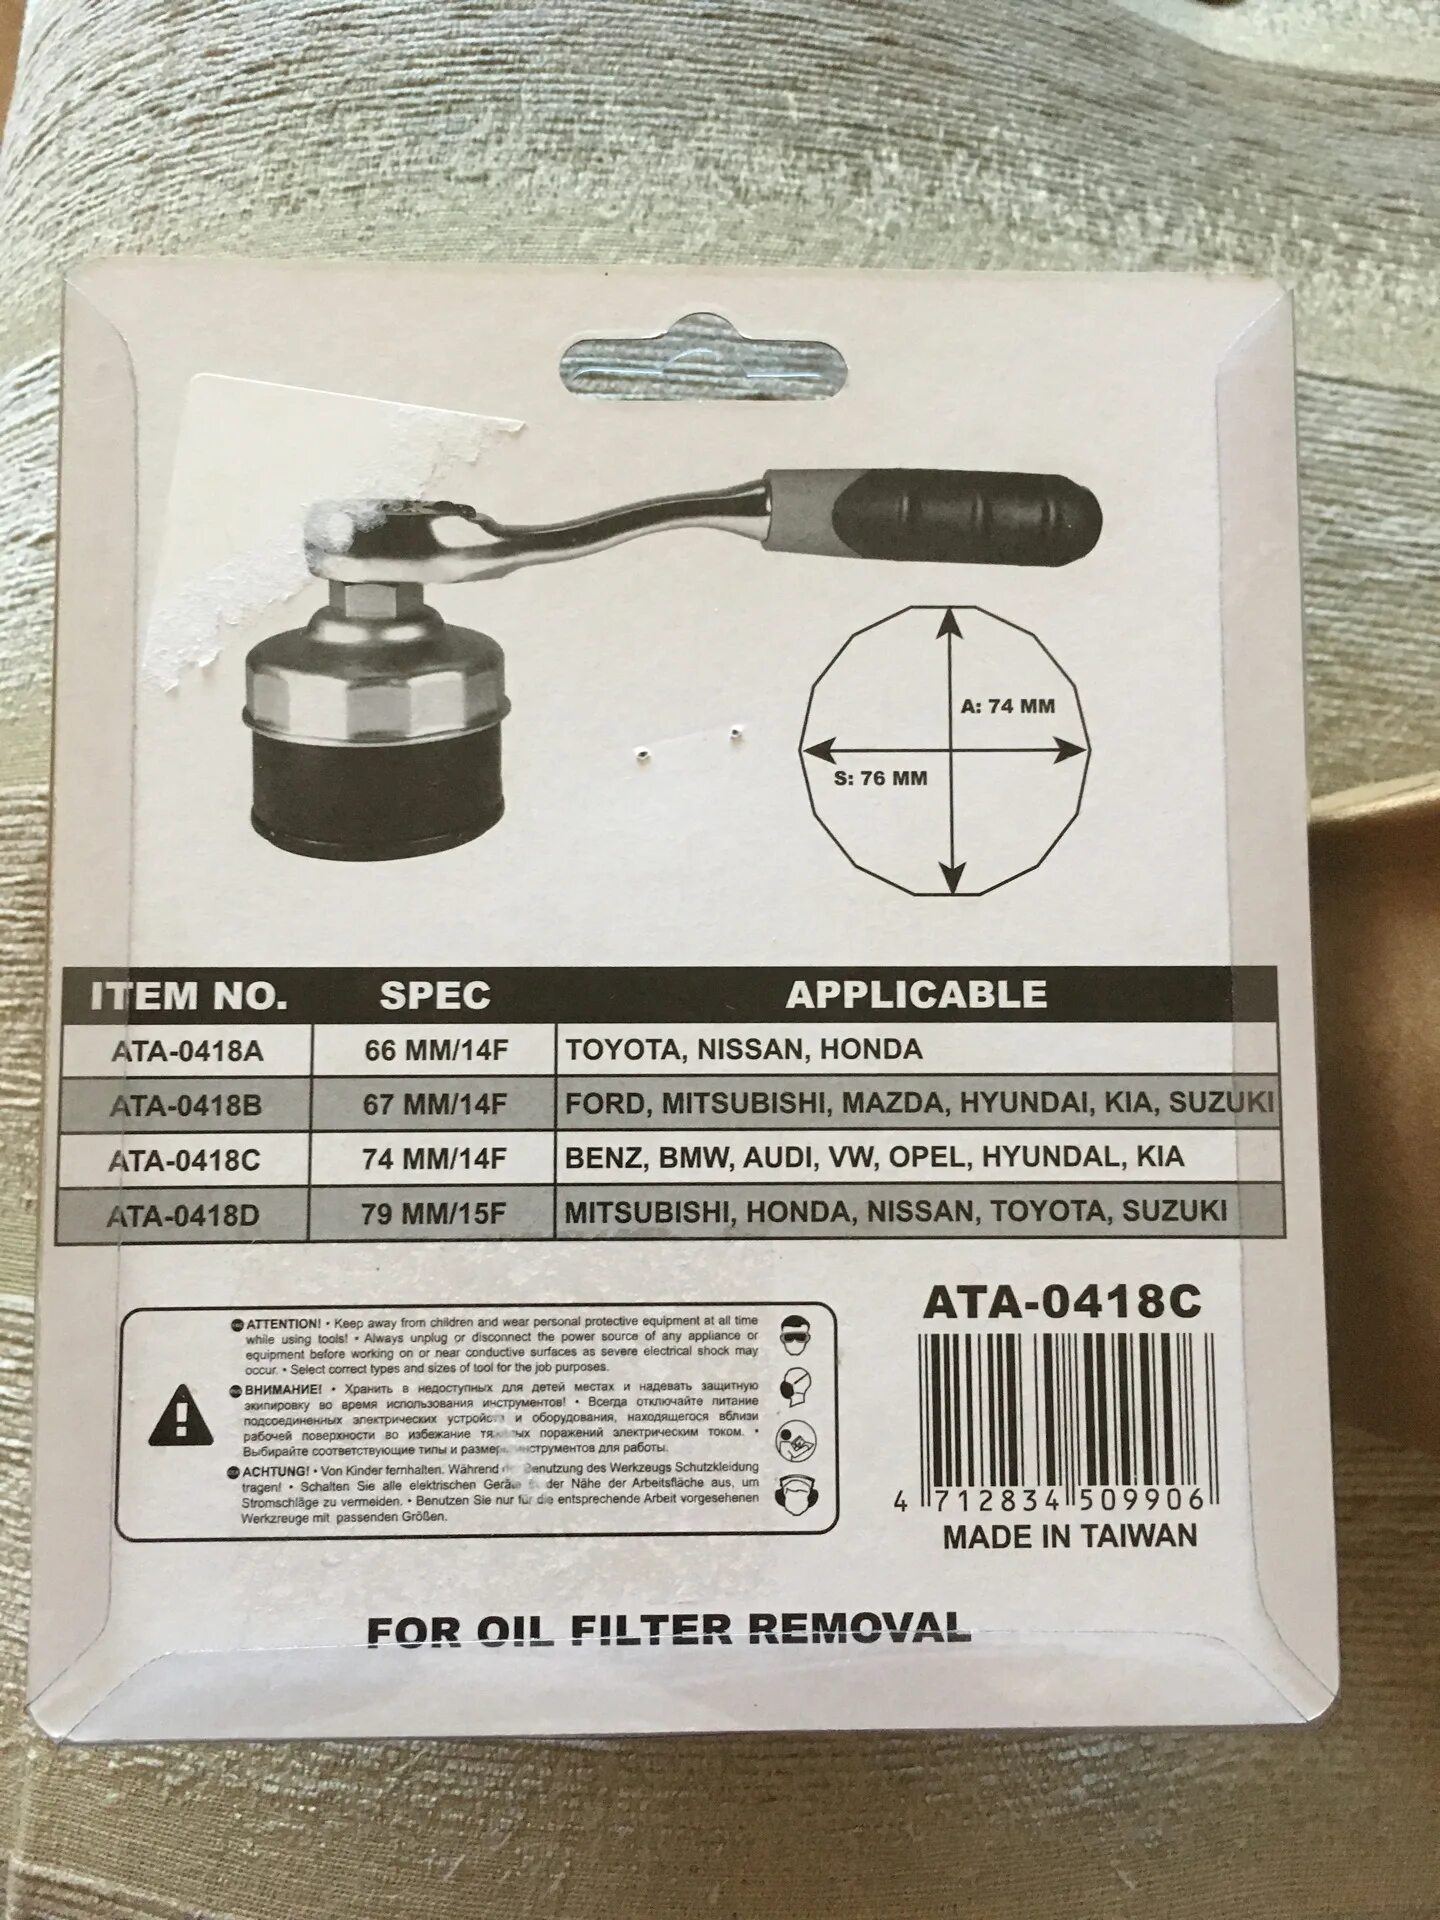 A: 74 MM
S: 76 MM
ITEM NO. SPEC APPLICABLE
ATA-0418A 66 MM/14F TOYOTA, NISSAN, HONDA
ATA-0418B 67 MM/14F FORD, MITSUBISHI, MAZDA, HYUNDAI, KIA, SUZUKI
ATA-0418C 74 MM/14F BENZ, BMW, AUDI, VW, OPEL, HYUNDAL, KIA
ATA-0418D 79 MM/15F MITSUBISHI, HONDA, NISSAN, TOYOTA, SUZUKI
ATTENTION! • Keep away from children and wear personal protective equipment at all time
while using tools! • Always unplug or disconnect the power source of any appliance or
equipment before working on or near conductive surfaces as severe electrical shock may
occur. • Select correct types and sizes of tool for the job purposes.
ВНИМАНИЕ! • Хранить в недоступных для детей местах и надевать защитную
экипировку во время использования инструментов! • Всегда отключайте питание
подсоединенных электрических устройств и оборудования, находящегося вблизи
рабочей поверхности во избежание поражений электрическим током. •
Выбирайте соответствующие типы и для работы.
ACHTUNG! • Von Kinder fernhalten. Während des Werkzeugs Schutzkleidung
tragen! • Schalten Sie alle elektrischen der Nähe der Arbeitsfläche aus, um
Stromschläge zu vermeiden. • Benutzen Sie nur für die entsprechende Arbeit vorgesehenen
Werkzeuge mit passenden Größen.
ATA-0418C
4 712834 509906
MADE IN TAIWAN
FOR OIL FILTER REMOVAL